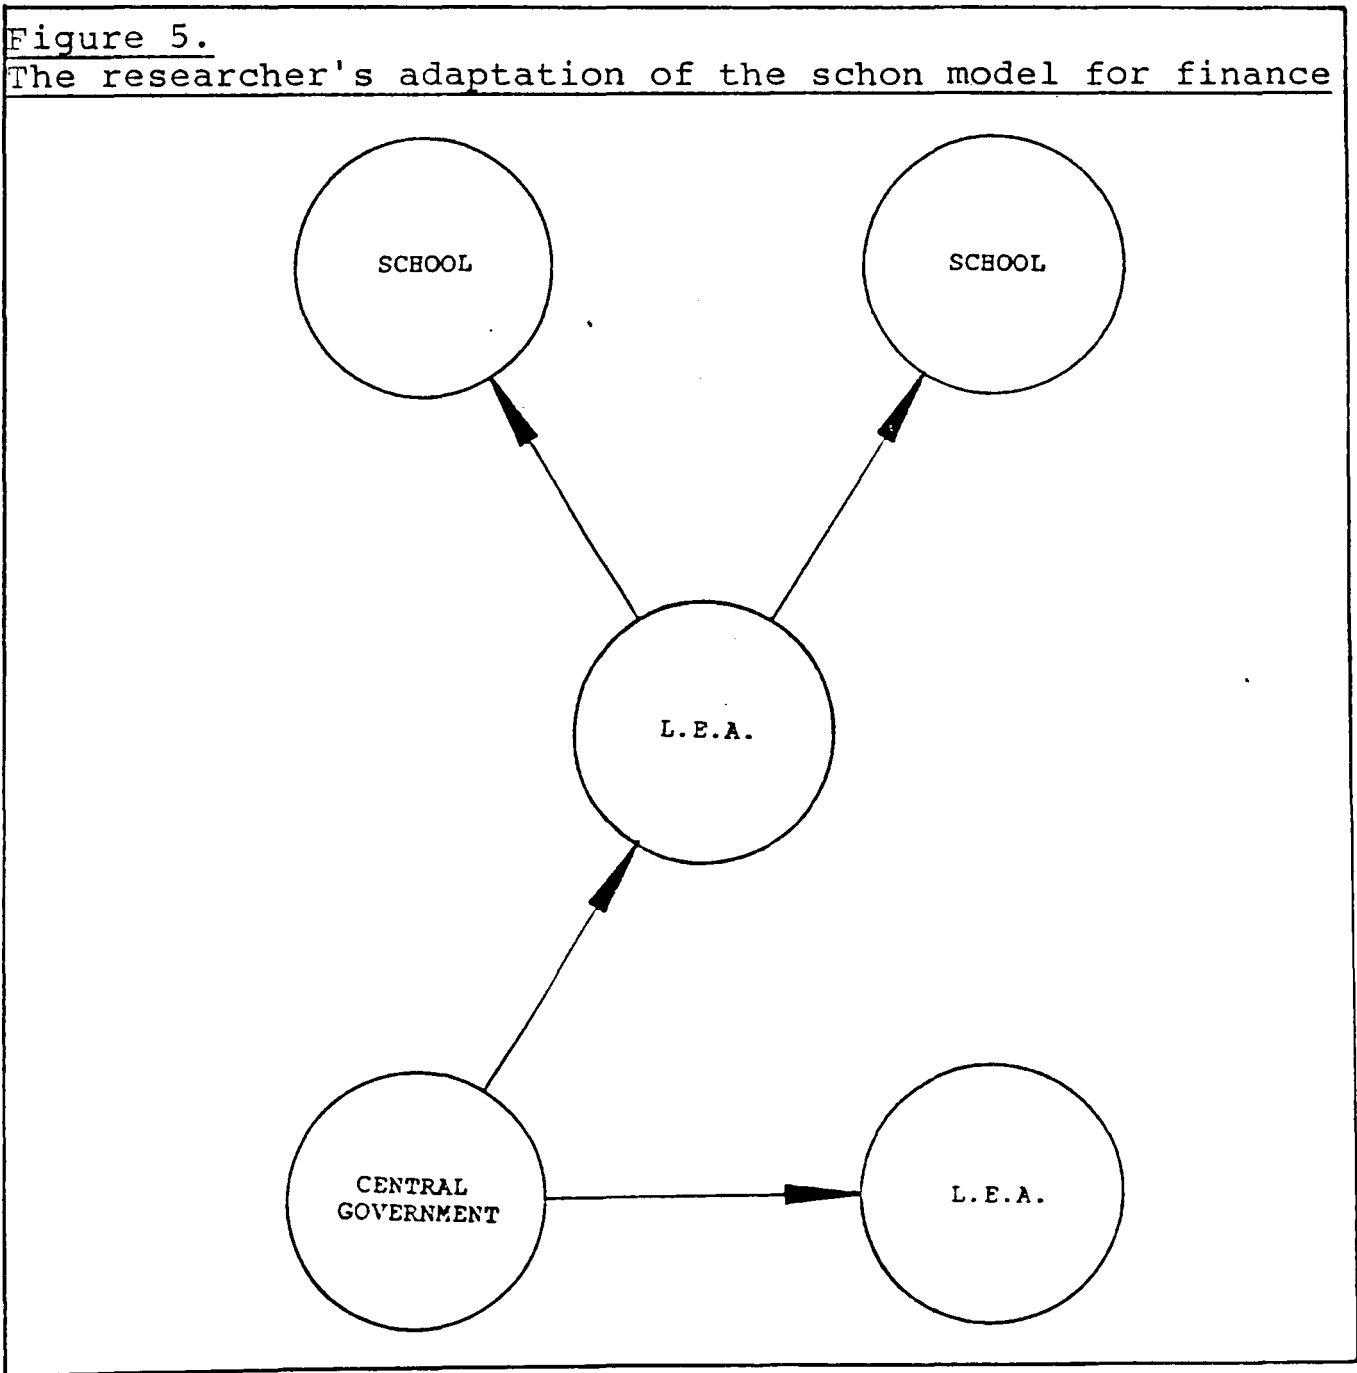 Figure 5.
The researcher's adaptation of the schon model for finance
SCHOOL
SCHOOL
L.E.A.
CENTRAL
GOVERNMENT
L.E.A.